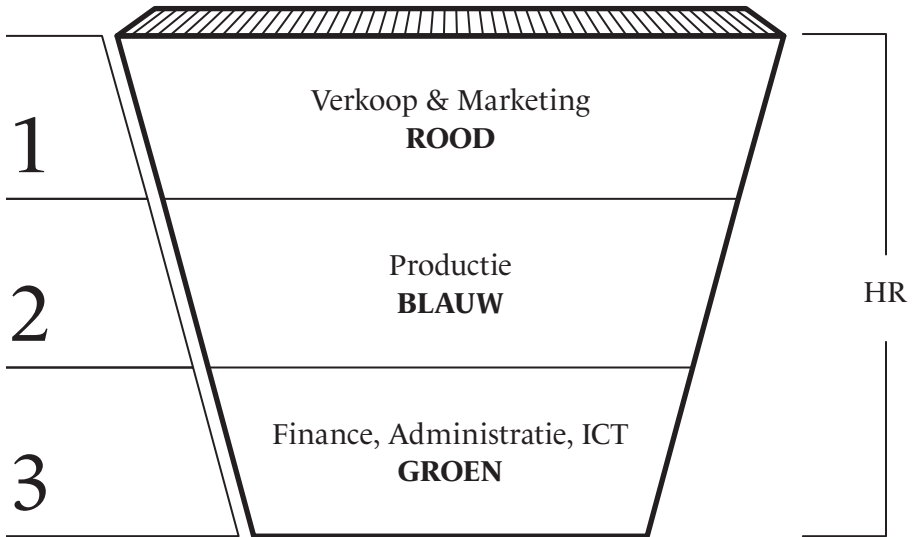 1
Verkoop & Marketing
ROOD
2
Productie
BLAUW
HR
3
Finance, Administratie, ICT
GROEN